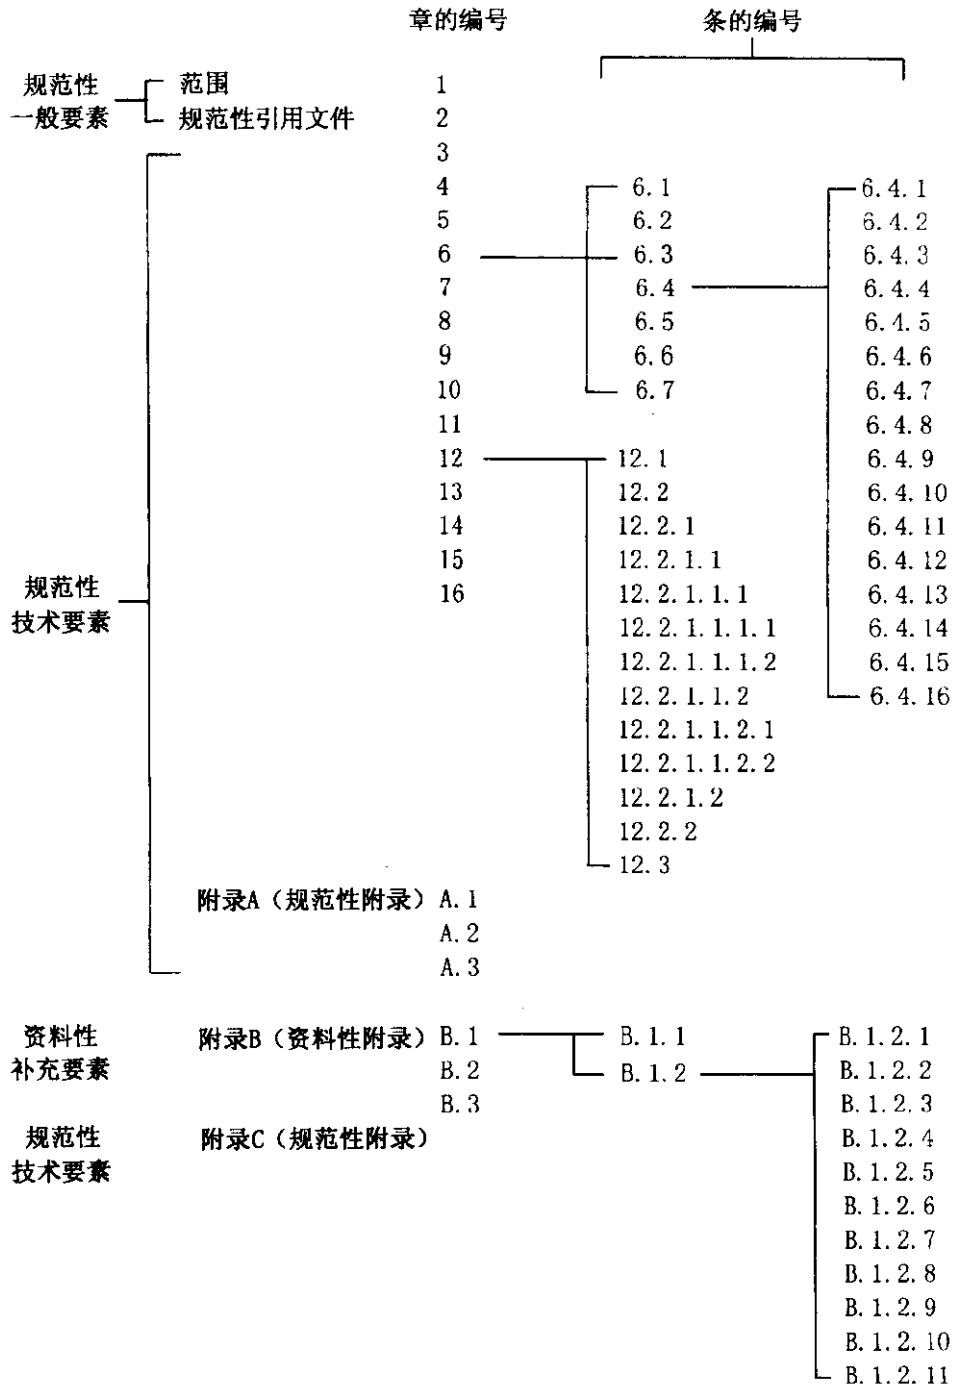 章的编号 条的编号
规范性 范围 1
一般要素 规范性引用文件 2
3
4 6.1 6.4.1
5 6.2 6.4.2
6 6.3 6.4.3
7 6.4 6.4.4
8 6.5 6.4.5
9 6.6 6.4.6
10 6.7 6.4.7
11 6.4.8
12 12.1 6.4.9
13 12.2 6.4.10
14 12.2.1 6.4.11
15 12.2.1.1 6.4.12
规范性 16 12.2.1.1.1 6.4.13
技术要素 12.2.1.1.1.1 6.4.14
12.2.1.1.1.2 6.4.15
12.2.1.1.2 6.4.16
12.2.1.1.2.1
12.2.1.1.2.2
12.2.1.2
12.2.2
12.3
附录A（规范性附录） A.1
A.2
A.3
资料性 附录B（资料性附录） B.1 B.1.1 B.1.2.1
补充要素 B.2 B.1.2 B.1.2.2
B.3 B.1.2.3
规范性 附录C（规范性附录） B.1.2.4
技术要素 B.1.2.5
B.1.2.6
B.1.2.7
B.1.2.8
B.1.2.9
B.1.2.10
B.1.2.11